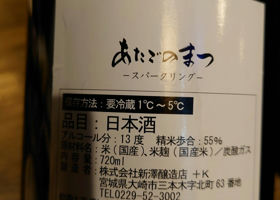 あたごのまつ
－スパークリング－
保存方法：要冷蔵1℃～5℃
品目：日本酒
アルコール分：13度 精米歩合：55%
原材料名：米（国産）、米麹（国産米）／炭酸ガス
内容量：720ml
製造者：株式会社新澤醸造店 +K
宮城県大崎市三本木字北町63番地
TEL0229-52-3002